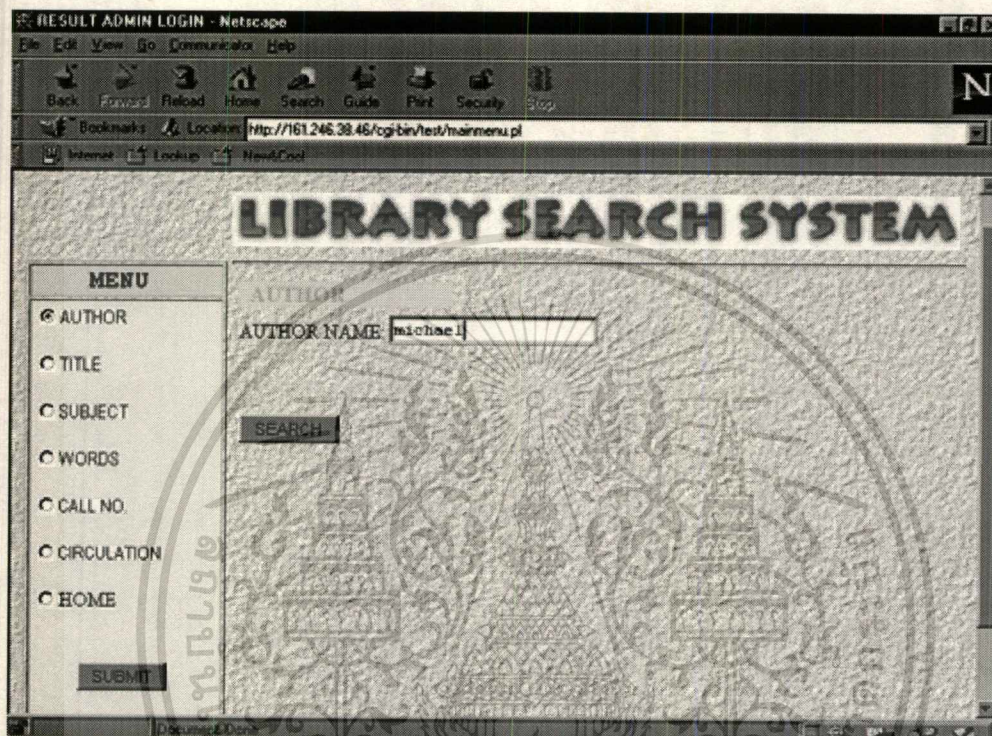 RESULT ADMIN LOGIN - Netscape
File Edit View Go Communicator Help
Back Forward Reload Home Search Guide Print Security Stop
N
Bookmarks Location: http://161.246.38.46/cgi-bin/test/mainmenu.pl
Internet Lookup New&Cool
LIBRARY SEARCH SYSTEM
MENU
AUTHOR
TITLE
SUBJECT
WORDS
CALL NO.
CIRCULATION
HOME
SUBMIT
AUTHOR
AUTHOR NAME michael
SEARCH
Document: Done